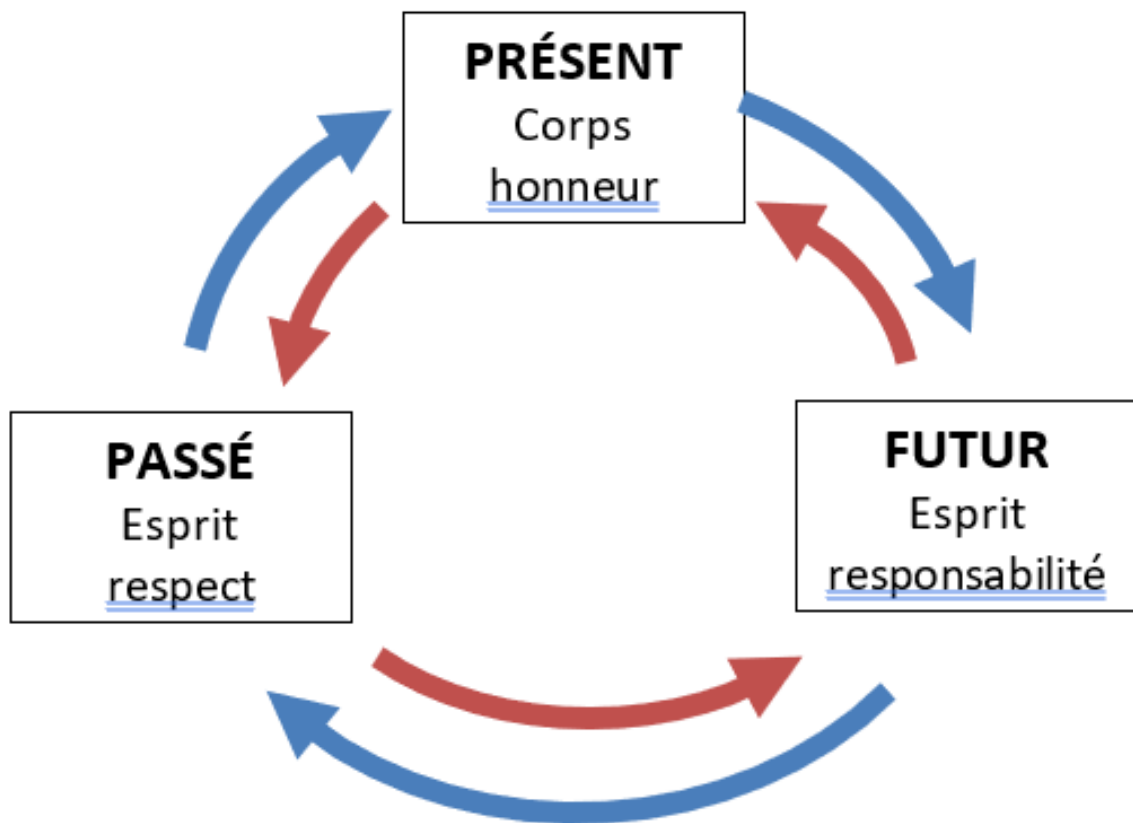 PRÉSENT
Corps
honneur
PASSÉ
Esprit
respect
FUTUR
Esprit
responsabilité